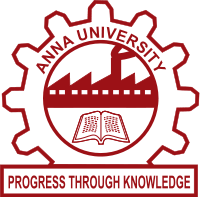 ANNA UNIVERSITY
PROGRESS THROUGH KNOWLEDGE